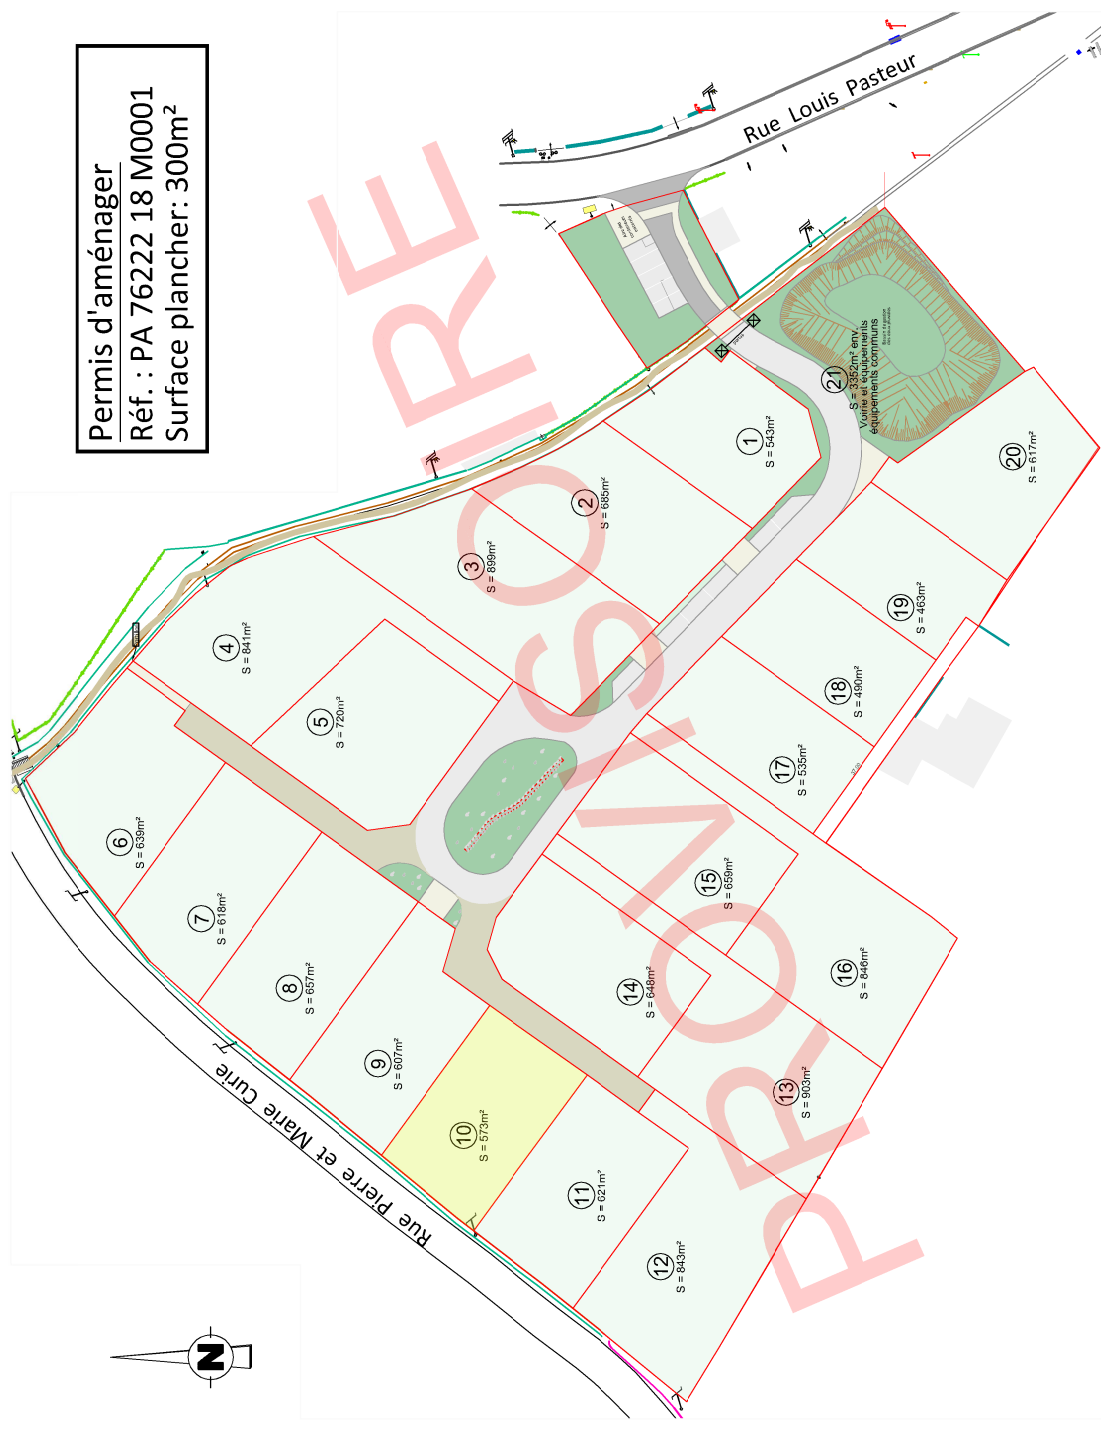 Permis d'aménager
Réf. : PA 76222 18 M0001
Surface plancher: 300m²
Rue Louis Pasteur
Rue Pierre et Marie Curie
PROVISOIRE
1
S = 543m²
2
S = 685m²
3
S = 899m²
4
S = 841m²
5
S = 720m²
6
S = 639m²
7
S = 618m²
8
S = 657m²
9
S = 607m²
10
S = 573m²
11
S = 621m²
12
S = 843m²
13
S = 903m²
14
S = 648m²
15
S = 659m²
16
S = 846m²
17
S = 535m²
18
S = 490m²
19
S = 463m²
20
S = 617m²
21
S = 3352m² env.
Voirie et équipements
équipements communs
N